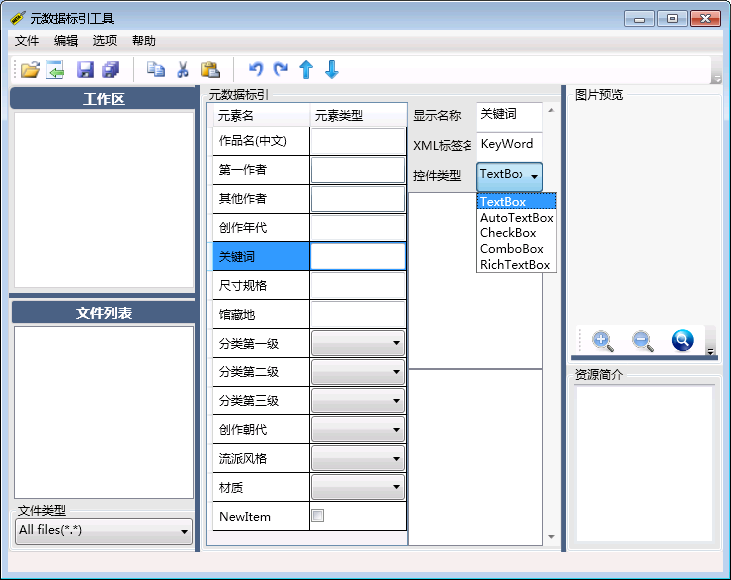 元数据标引工具
文件 编辑 选项 帮助
工作区
文件列表
文件类型
All files(*.*)
元数据标引
元素名 元素类型
作品名(中文)
第一作者
其他作者
创作年代
关键词
尺寸规格
馆藏地
分类第一级
分类第二级
分类第三级
创作朝代
流派风格
材质
NewItem
显示名称 关键词
XML标签名 KeyWord
控件类型 TextBox
TextBox
AutoTextBox
CheckBox
ComboBox
RichTextBox
图片预览
资源简介